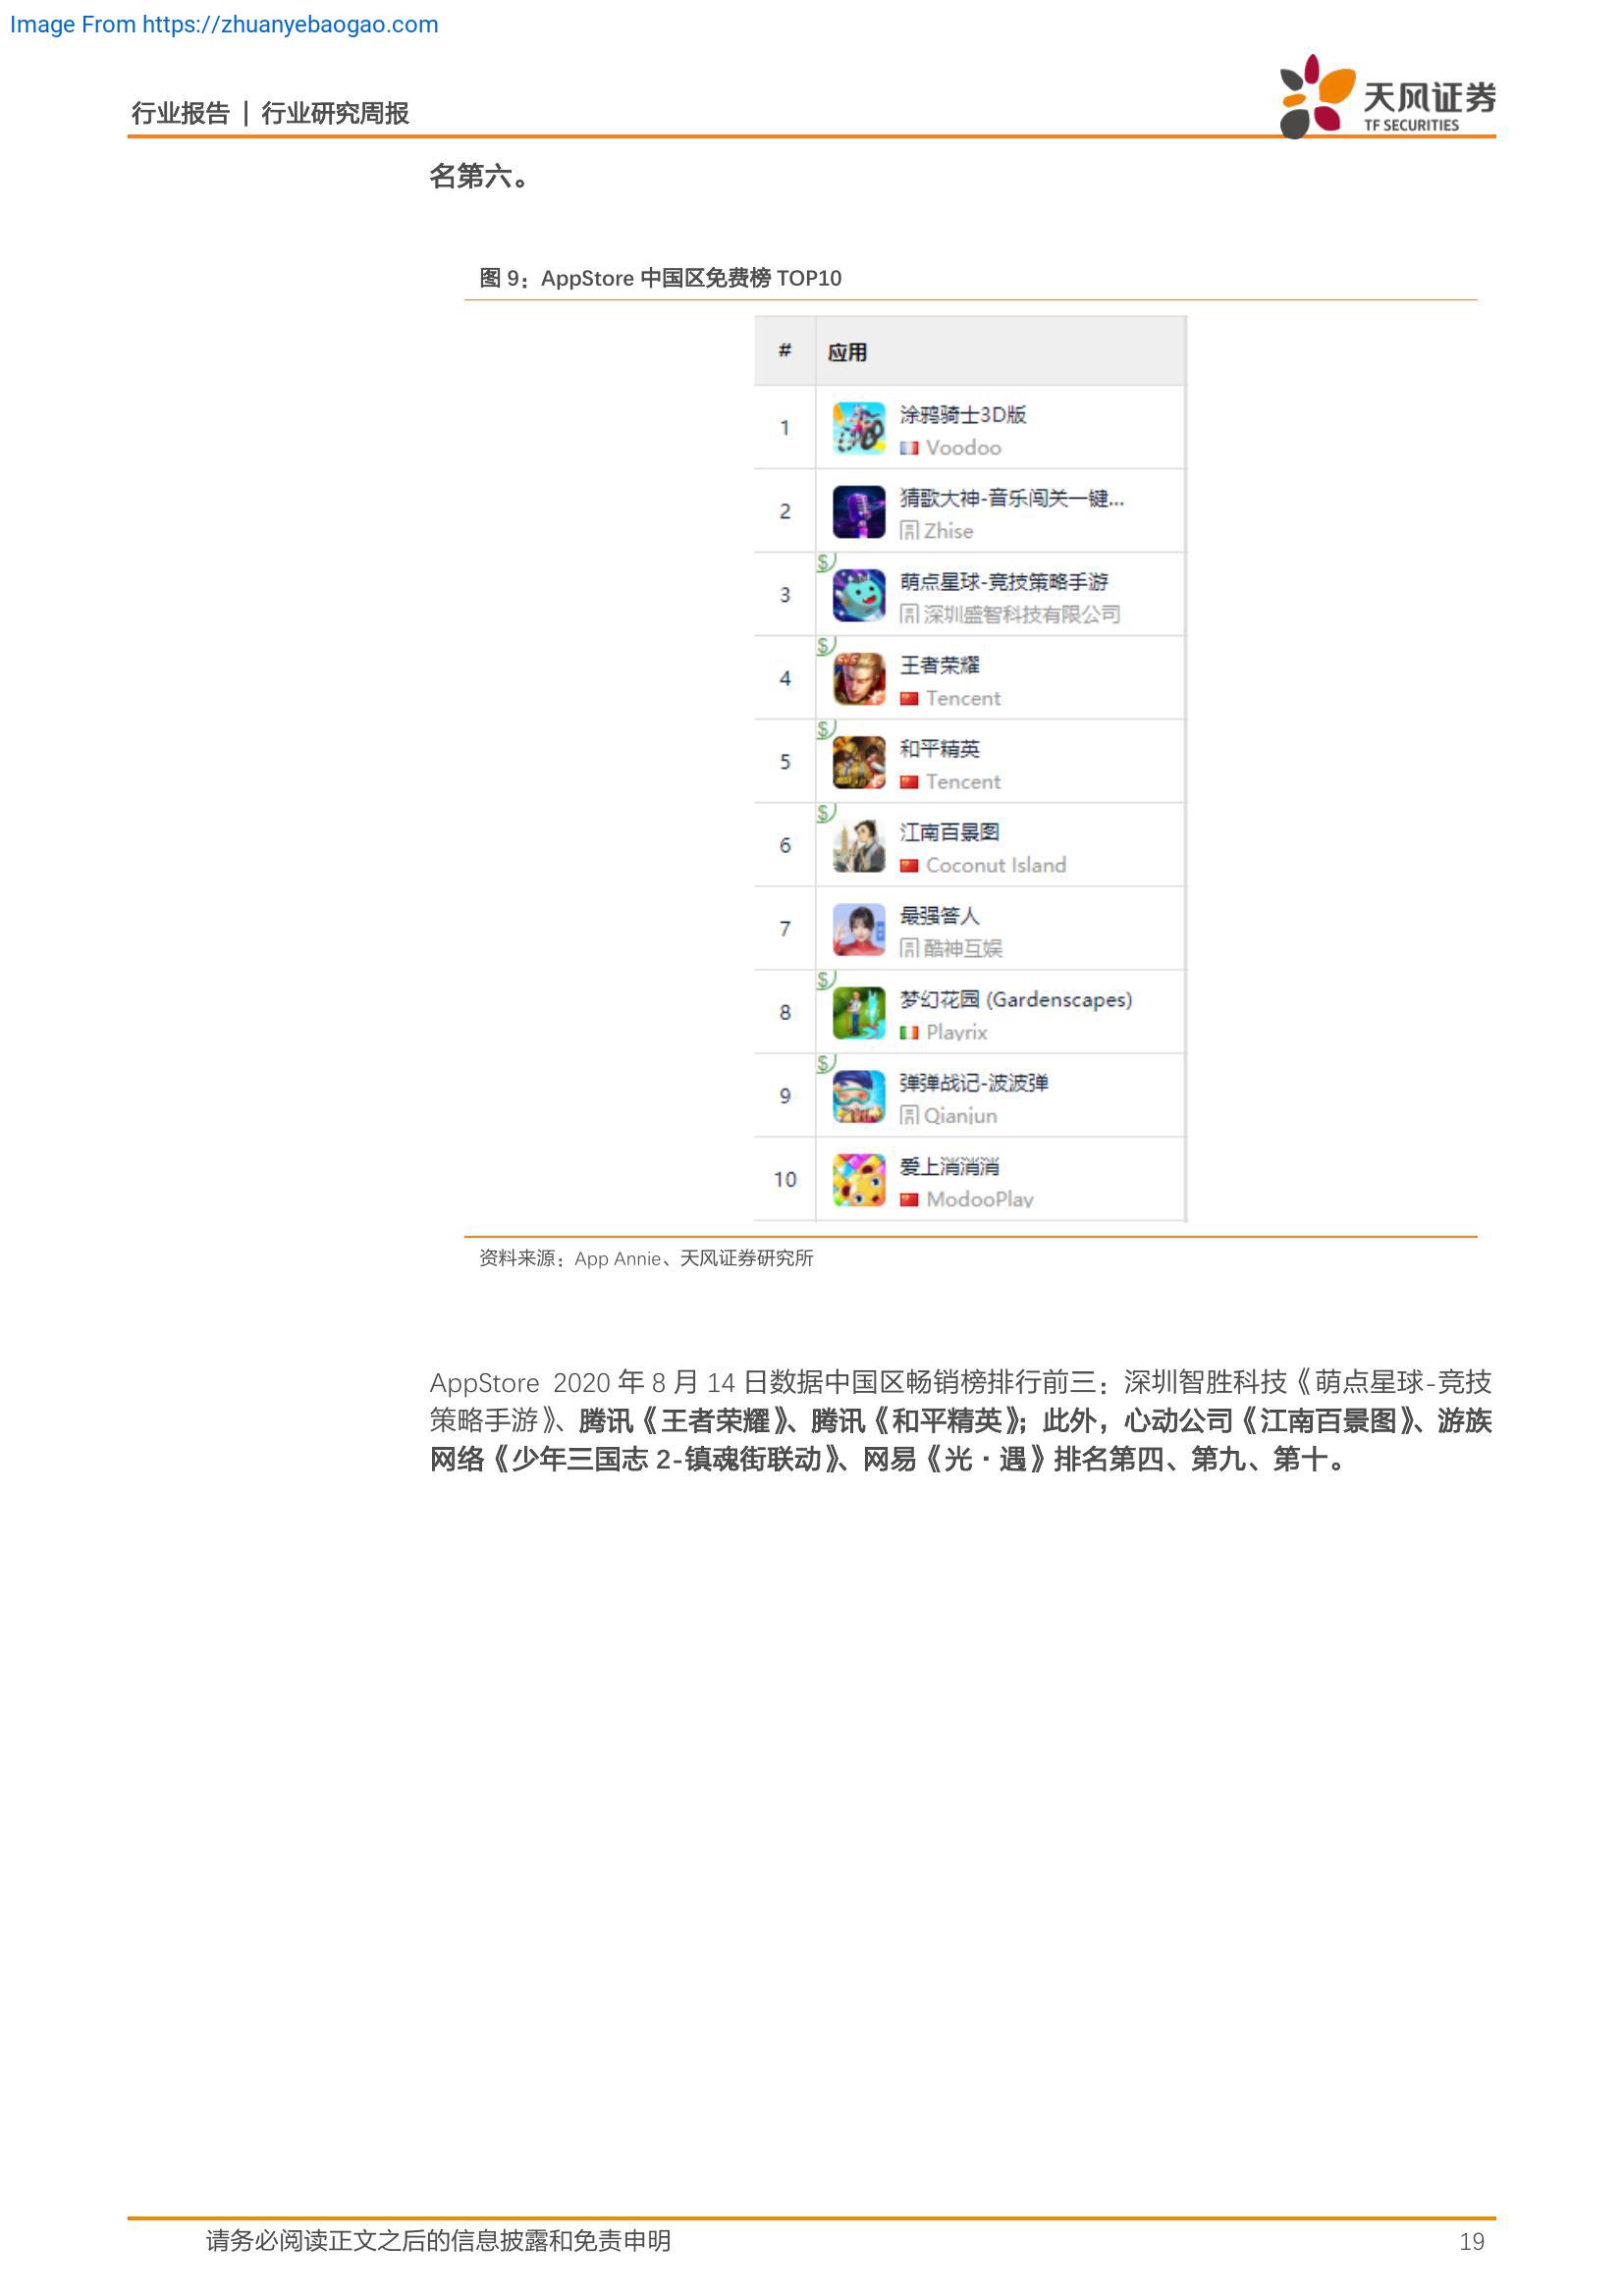 Image From https://zhuanyebaogao.com
行业报告 | 行业研究周报
天风证券
TF SECURITIES
名第六。
图 9：AppStore 中国区免费榜 TOP10
# 应用
1 涂鸦骑士3D版
Voodoo
2 猜歌大神-音乐闯关一键...
Zhise
3 萌点星球-竞技策略手游
深圳盛智科技有限公司
4 王者荣耀
Tencent
5 和平精英
Tencent
6 江南百景图
Coconut Island
7 最强答人
酷神互娱
8 梦幻花园 (Gardenscapes)
Playrix
9 弹弹战记-波波弹
Qianjun
10 爱上消消消
ModooPlay
资料来源：App Annie、天风证券研究所
AppStore 2020 年 8 月 14 日数据中国区畅销榜排行前三：深圳智胜科技《萌点星球-竞技
策略手游》、腾讯《王者荣耀》、腾讯《和平精英》；此外，心动公司《江南百景图》、游族
网络《少年三国志 2-镇魂街联动》、网易《光·遇》排名第四、第九、第十。
请务必阅读正文之后的信息披露和免责申明 19